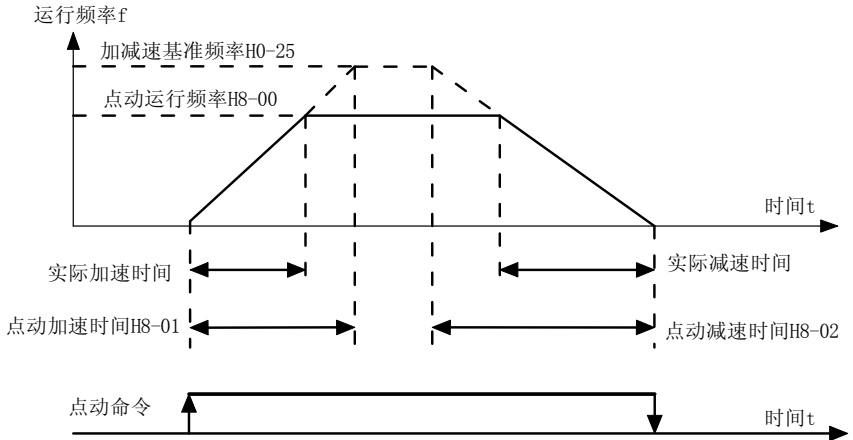 运行频率f
加减速基准频率H0-25
点动运行频率H8-00
时间t
实际加速时间
实际减速时间
点动加速时间H8-01
点动减速时间H8-02
点动命令
时间t